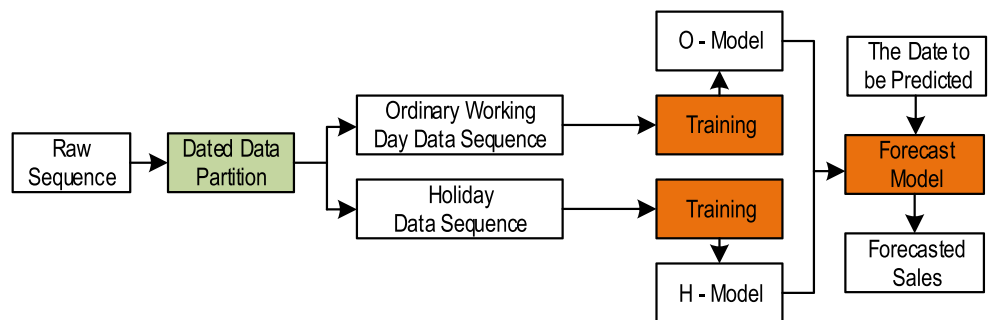 Raw
Sequence
Dated Data
Partition
Ordinary Working
Day Data Sequence
Holiday
Data Sequence
O - Model
Training
Training
H - Model
The Date to
be Predicted
Forecast
Model
Forecasted
Sales